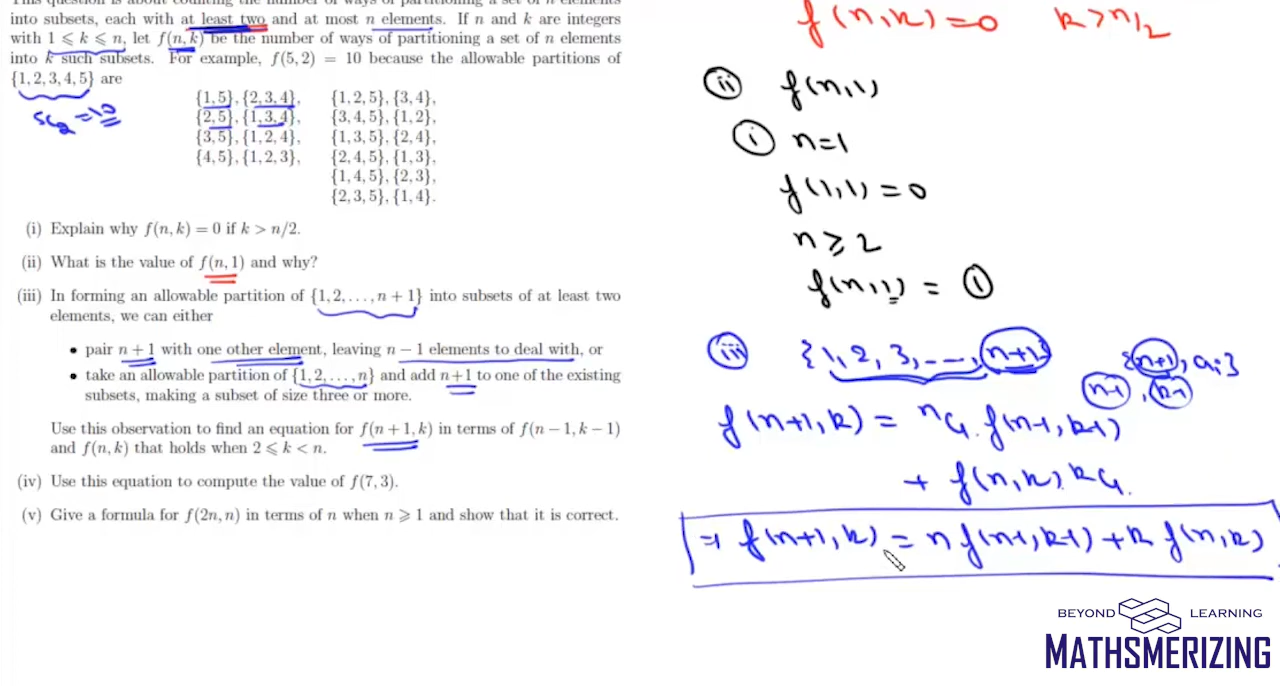 This question is about counting the number of ways of partitioning a set of n elements
into subsets, each with at least two and at most n elements. If n and k are integers
with 1 ⩽ k ⩽ n, let f(n, k) be the number of ways of partitioning a set of n elements
into k such subsets. For example, f(5, 2) = 10 because the allowable partitions of
{1, 2, 3, 4, 5} are
5C2 = 10
{1, 5}, {2, 3, 4}, {1, 2, 5}, {3, 4},
{2, 5}, {1, 3, 4}, {3, 4, 5}, {1, 2},
{3, 5}, {1, 2, 4}, {1, 3, 5}, {2, 4},
{4, 5}, {1, 2, 3}, {2, 4, 5}, {1, 3},
{1, 4, 5}, {2, 3},
{2, 3, 5}, {1, 4}.
(i) Explain why f(n, k) = 0 if k > n/2.
(ii) What is the value of f(n, 1) and why?
(iii) In forming an allowable partition of {1, 2, . . . , n + 1} into subsets of at least two
elements, we can either
• pair n + 1 with one other element, leaving n − 1 elements to deal with, or
• take an allowable partition of {1, 2, . . . , n} and add n + 1 to one of the existing
subsets, making a subset of size three or more.
Use this observation to find an equation for f(n + 1, k) in terms of f(n − 1, k − 1)
and f(n, k) that holds when 2 ⩽ k < n.
(iv) Use this equation to compute the value of f(7, 3).
(v) Give a formula for f(2n, n) in terms of n when n ⩾ 1 and show that it is correct.
f(n, k) = 0 k > n/2
(ii) f(n,1)
(i) n=1
f(1,1) = 0
n ⩾ 2
f(n,1) = 1
(iii) {1, 2, 3, ..., n+1} {n+1, ai}
n-1, k-1
f(n+1, k) = nC1. f(n-1, k-1)
+ f(n, k) kC1.
⇒ f(n+1, k) = n f(n-1, k-1) + k f(n, k)
BEYOND LEARNING
MATHSMERIZING